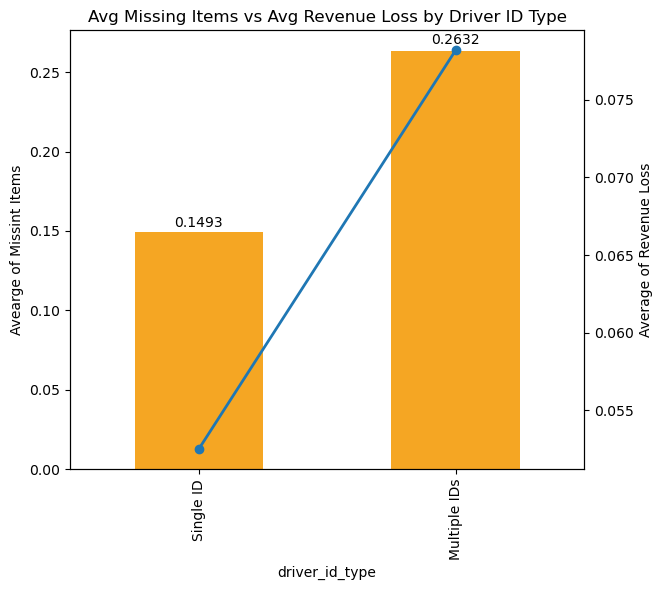 Avg Missing Items vs Avg Revenue Loss by Driver ID Type
0.2632
0.1493
Avearge of Missint Items
0.25
0.20
0.15
0.10
0.05
0.00
0.075
0.070
0.065
0.060
0.055
Average of Revenue Loss
Single ID
Multiple IDs
driver_id_type